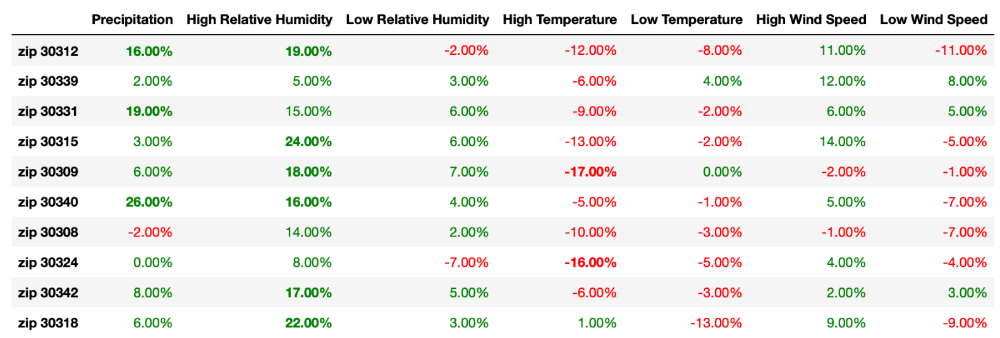 Precipitation High Relative Humidity Low Relative Humidity High Temperature Low Temperature High Wind Speed Low Wind Speed
zip 30312 16.00% 19.00% -2.00% -12.00% -8.00% 11.00% -11.00%
zip 30339 2.00% 5.00% 3.00% -6.00% 4.00% 12.00% 8.00%
zip 30331 19.00% 15.00% 6.00% -9.00% -2.00% 6.00% 5.00%
zip 30315 3.00% 24.00% 6.00% -13.00% -2.00% 14.00% -5.00%
zip 30309 6.00% 18.00% 7.00% -17.00% 0.00% -2.00% -1.00%
zip 30340 26.00% 16.00% 4.00% -5.00% -1.00% 5.00% -7.00%
zip 30308 -2.00% 14.00% 2.00% -10.00% -3.00% -1.00% -7.00%
zip 30324 0.00% 8.00% -7.00% -16.00% -5.00% 4.00% -4.00%
zip 30342 8.00% 17.00% 5.00% -6.00% -3.00% 2.00% 3.00%
zip 30318 6.00% 22.00% 3.00% 1.00% -13.00% 9.00% -9.00%